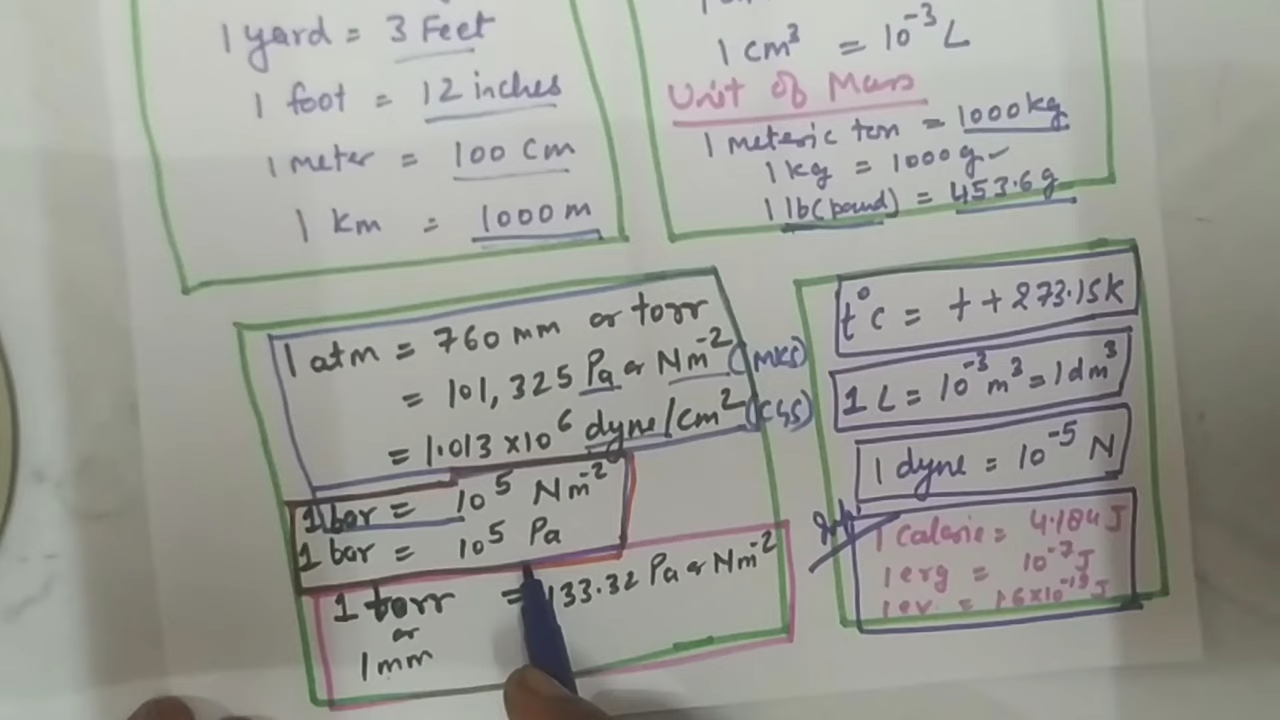 1 yard = 3 Feet
1 foot = 12 inches
1 meter = 100 cm
1 km = 1000 m
1 cm³ = 10⁻³ L
Unit of Mass
1 meteric ton = 1000 kg
1 kg = 1000 g
1 lb (pound) = 453.6 g
1 atm = 760 mm or torr
= 101,325 Pa or Nm⁻² (MKS)
= 1.013 × 10⁶ dyne/cm² (CGS)
1 bar = 10⁵ Nm⁻²
1 bar = 10⁵ Pa
1 torr = 133.32 Pa or Nm⁻²
or
1 mm
t°C = t + 273.15 K
1 L = 10⁻³ m³ = 1 dm³
1 dyne = 10⁻⁵ N
1 calorie = 4.184 J
1 erg = 10⁻⁷ J
1 ev = 1.6×10⁻¹⁹ J